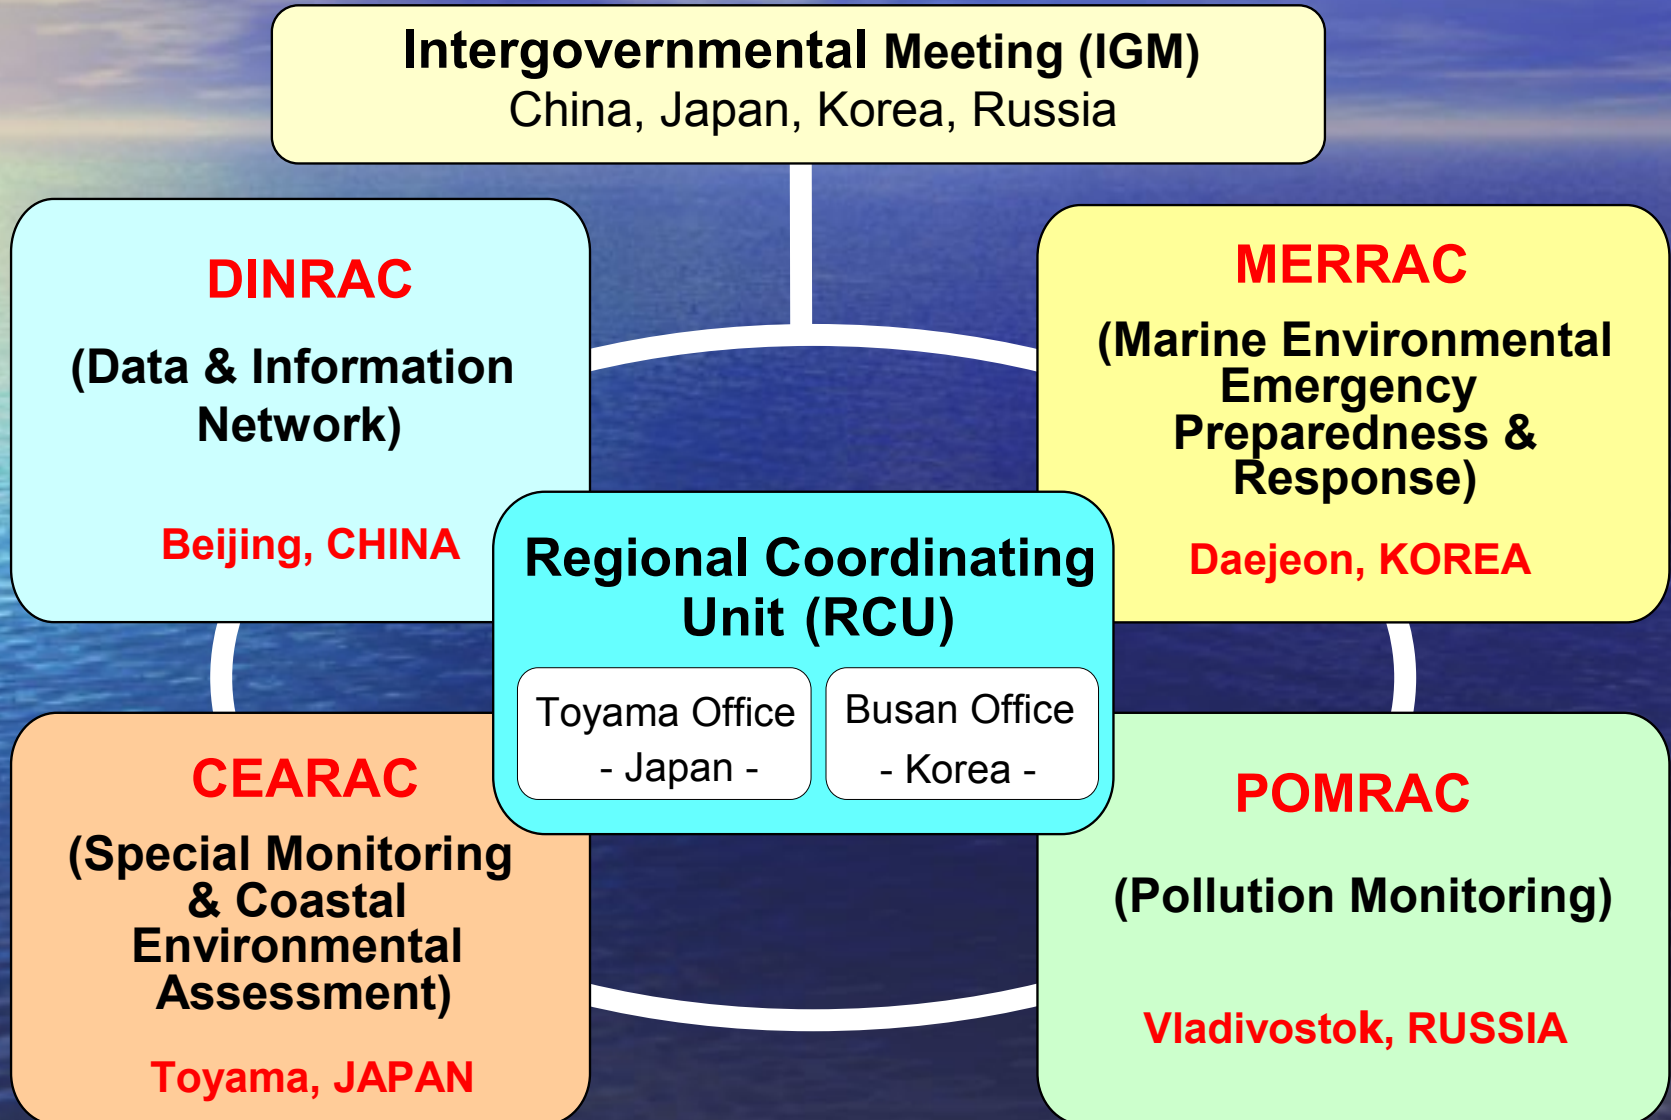 Intergovernmental Meeting (IGM)
China, Japan, Korea, Russia
DINRAC
(Data & Information
Network)
Beijing, CHINA
MERRAC
(Marine Environmental
Emergency
Preparedness &
Response)
Daejeon, KOREA
Regional Coordinating
Unit (RCU)
Toyama Office
- Japan -
Busan Office
- Korea -
CEARAC
(Special Monitoring
& Coastal
Environmental
Assessment)
Toyama, JAPAN
POMRAC
(Pollution Monitoring)
Vladivostok, RUSSIA